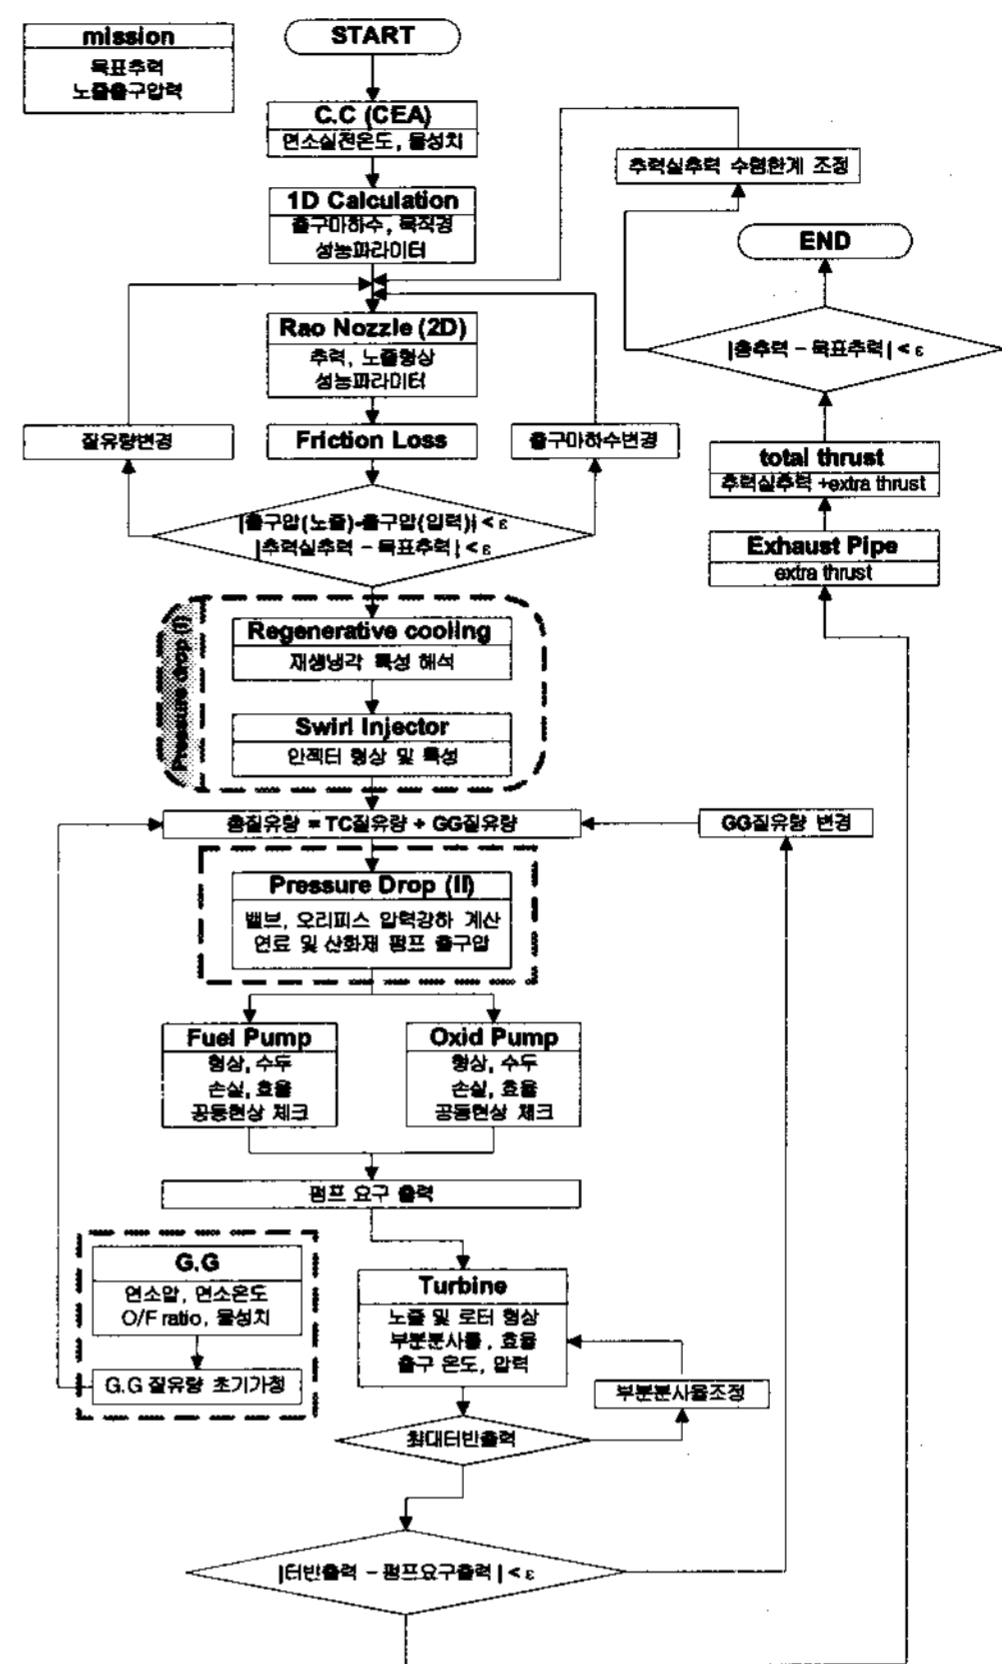 mission
목표추력
노즐출구압력
START
C.C (CEA)
연소실전온도, 물성치
1D Calculation
출구마하수, 목직경
성능파라미터
Rao Nozzle (2D)
추력, 노즐형상
성능파라미터
질유량변경
Friction Loss
출구마하수변경
|출구압(노즐)-출구압(입력)| < ε
|추력실추력 - 목표추력| < ε
Pressure drop (I)
Regenerative cooling
재생냉각 특성 해석
Swirl Injector
인젝터 형상 및 특성
총질유량 = TC질유량 + GG질유량
GG질유량 변경
Pressure Drop (II)
밸브, 오리피스 압력강하 계산
연료 및 산화제 펌프 출구압
Fuel Pump
형상, 수두
손실, 효율
공동현상 체크
Oxid Pump
형상, 수두
손실, 효율
공동현상 체크
펌프 요구 출력
G.G
연소압, 연소온도
O/F ratio, 물성치
G.G 질유량 초기가정
Turbine
노즐 및 로터 형상
부분분사율, 효율
출구 온도, 압력
부분분사율조정
최대터빈출력
|터빈출력 - 펌프요구출력| < ε
Exhaust Pipe
extra thrust
total thrust
추력실추력 +extra thrust
|총추력 - 목표추력| < ε
추력실추력 수렴한계 조정
END